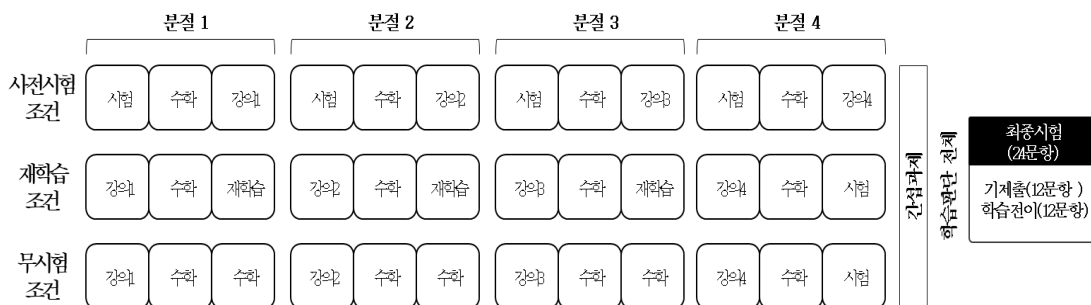 분절 1 분절 2 분절 3 분절 4
사전시험
조건
시험 수학 강의1 시험 수학 강의2 시험 수학 강의3 시험 수학 강의4
재학습
조건
강의1 수학 재학습 강의2 수학 재학습 강의3 수학 재학습 강의4 수학 시험
무시험
조건
강의1 수학 수학 강의2 수학 수학 강의3 수학 수학 강의4 수학 시험
간섭과제
학습판단 전체
최종시험
(24문항)
기제출(12문항 )
학습전이(12문항)